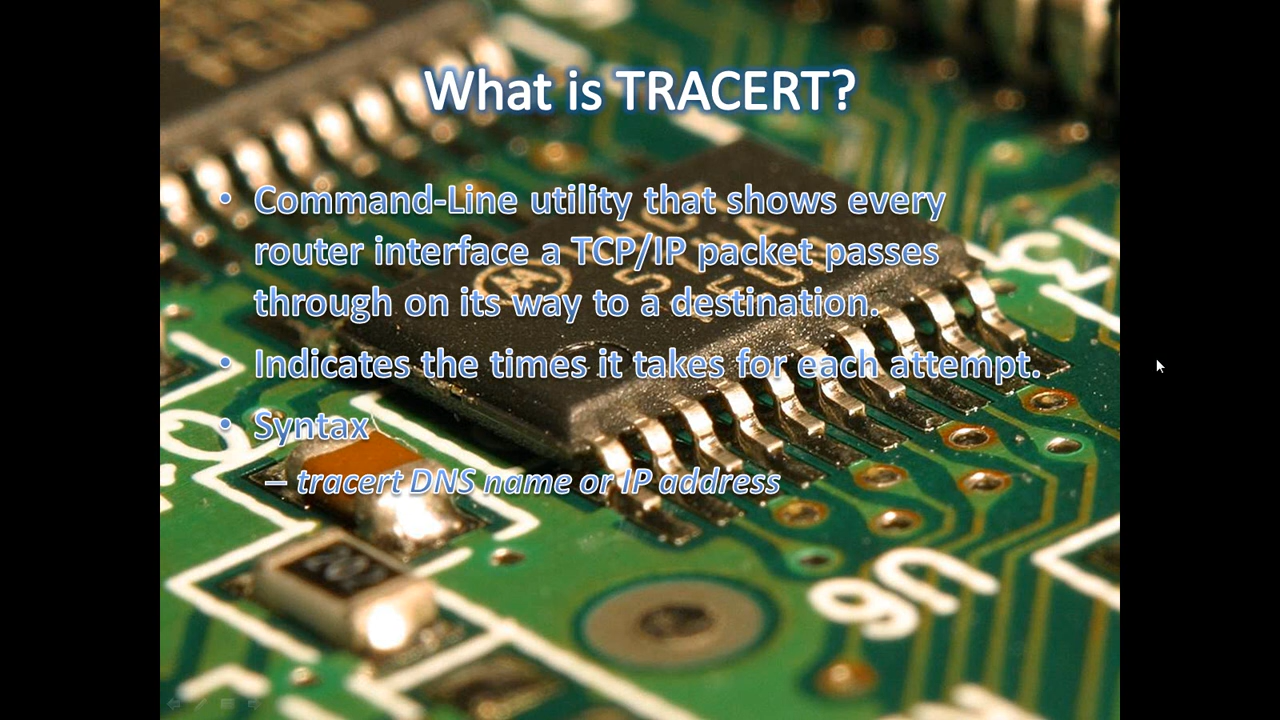 What is TRACERT?
• Command-Line utility that shows every
router interface a TCP/IP packet passes
through on its way to a destination.
• Indicates the times it takes for each attempt.
• Syntax
– tracert DNS name or IP address
U6